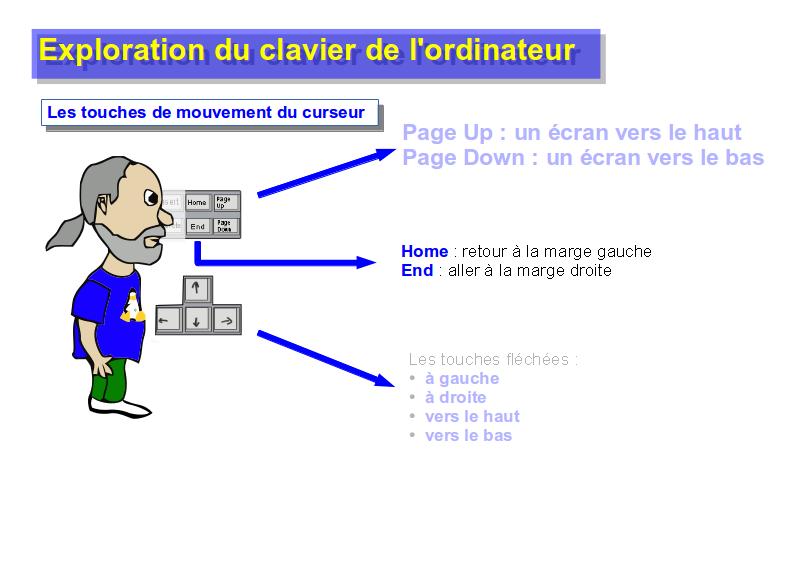 Exploration du clavier de l'ordinateur
Les touches de mouvement du curseur
Page Up : un écran vers le haut
Page Down : un écran vers le bas
Home
Page
Up
End
Page
Down
Home : retour à la marge gauche
End : aller à la marge droite
Les touches fléchées :
• à gauche
• à droite
• vers le haut
• vers le bas